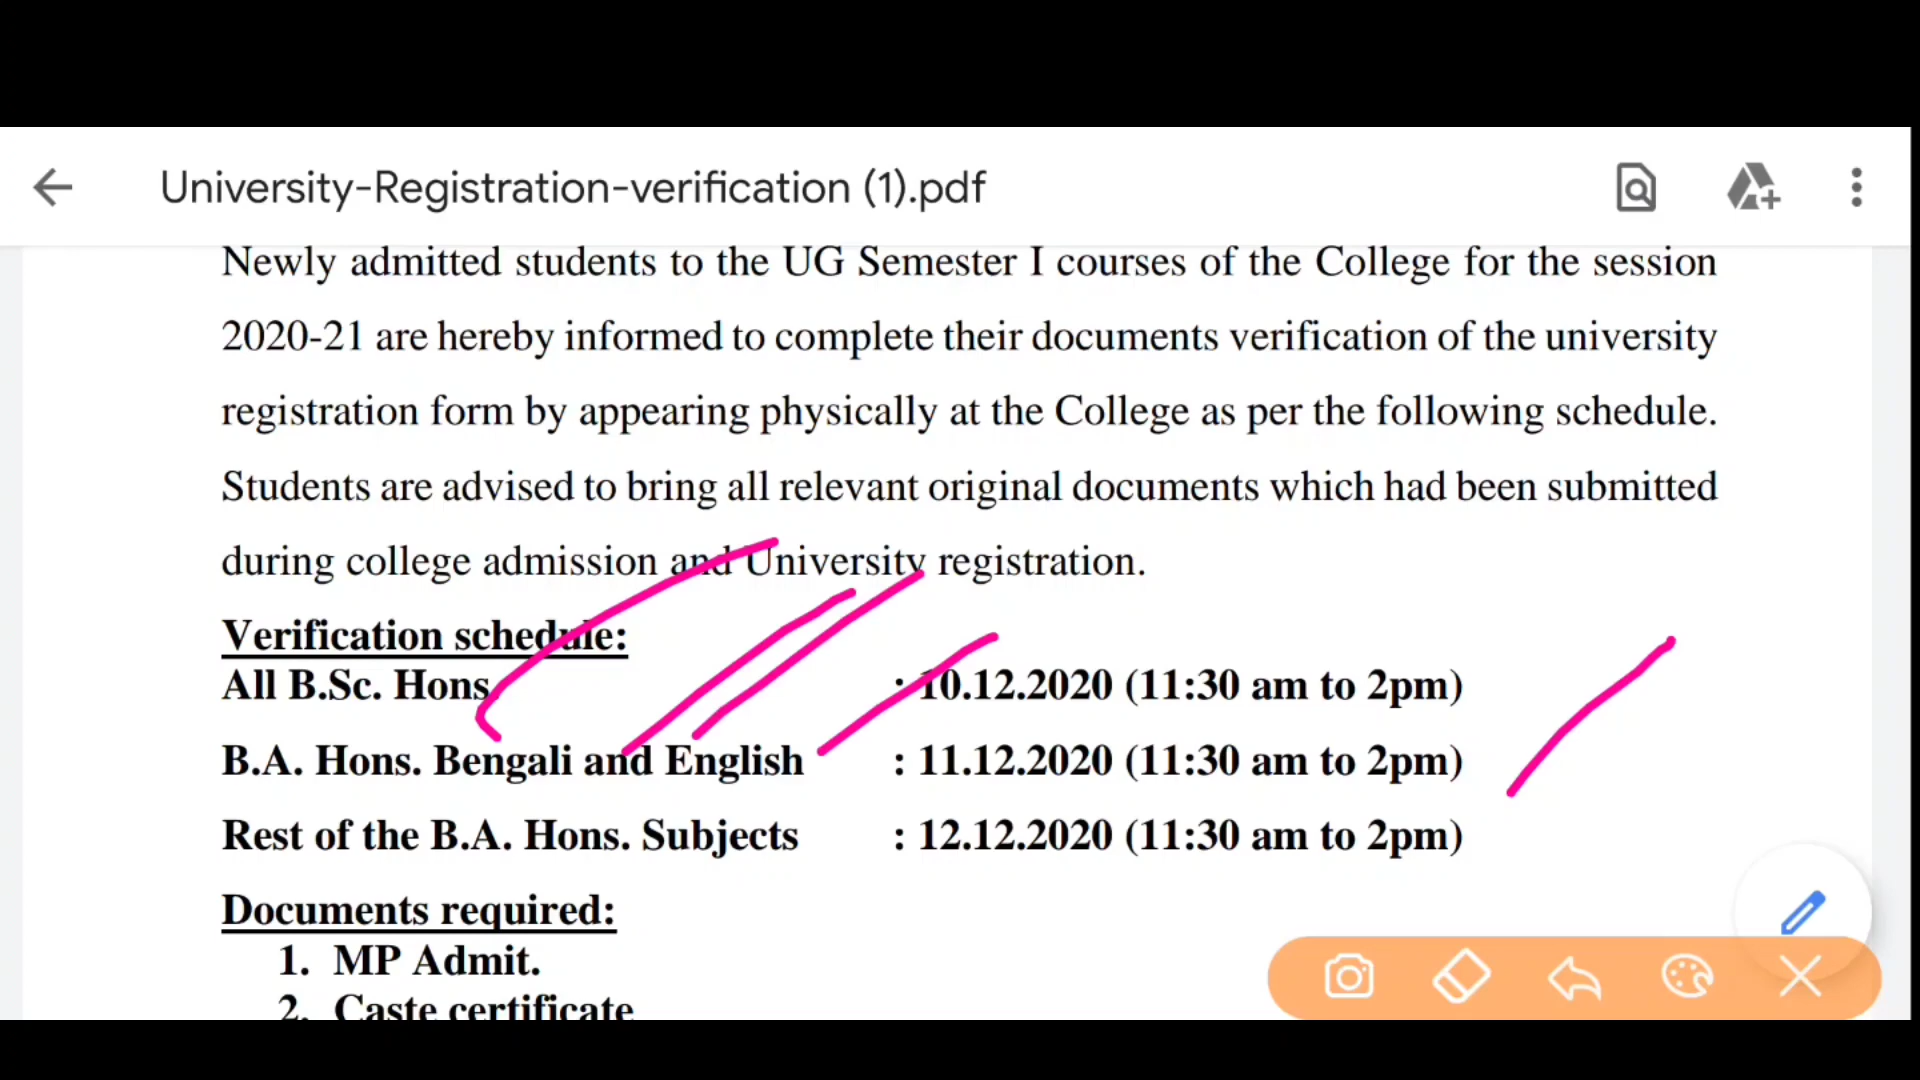 University-Registration-verification (1).pdf
Newly admitted students to the UG Semester I courses of the College for the session
2020-21 are hereby informed to complete their documents verification of the university
registration form by appearing physically at the College as per the following schedule.
Students are advised to bring all relevant original documents which had been submitted
during college admission and University registration.
Verification schedule:
All B.Sc. Hons : 10.12.2020 (11:30 am to 2pm)
B.A. Hons. Bengali and English : 11.12.2020 (11:30 am to 2pm)
Rest of the B.A. Hons. Subjects : 12.12.2020 (11:30 am to 2pm)
Documents required:
1. MP Admit.
2. Caste certificate